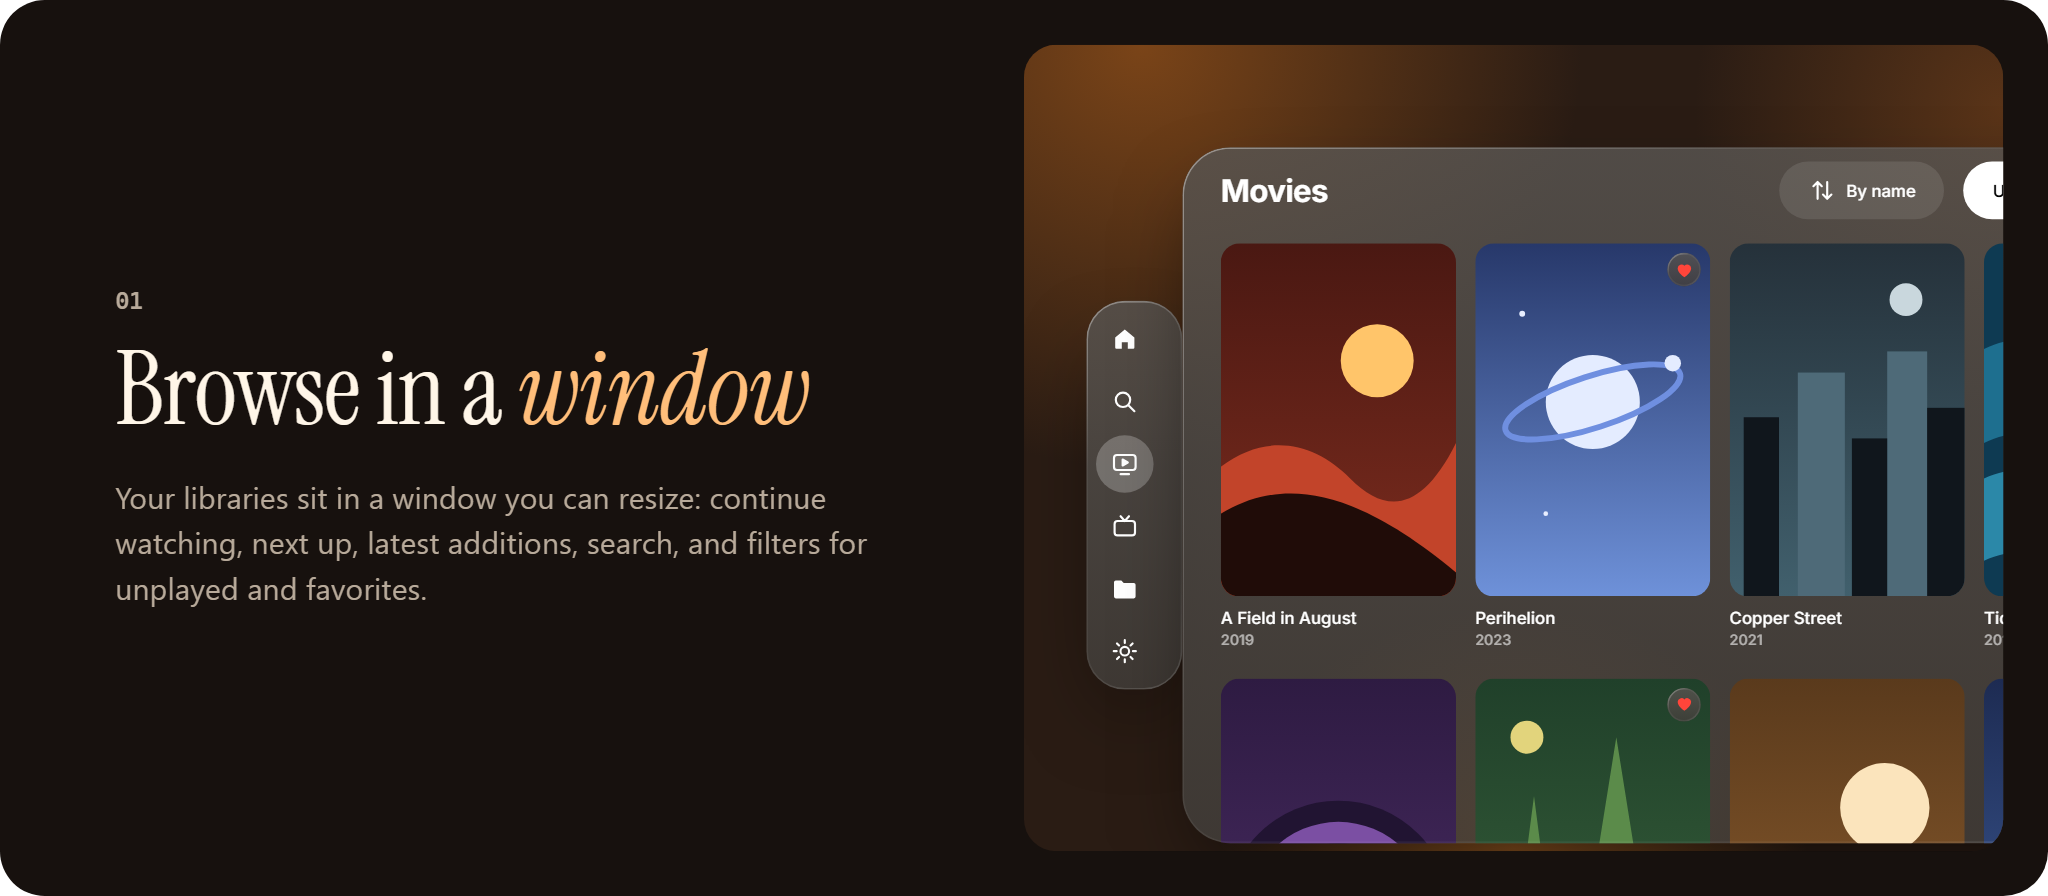 01
Browse in a window
Your libraries sit in a window you can resize: continue
watching, next up, latest additions, search, and filters for
unplayed and favorites.
Movies
By name
A Field in August
2019
Perihelion
2023
Copper Street
2021